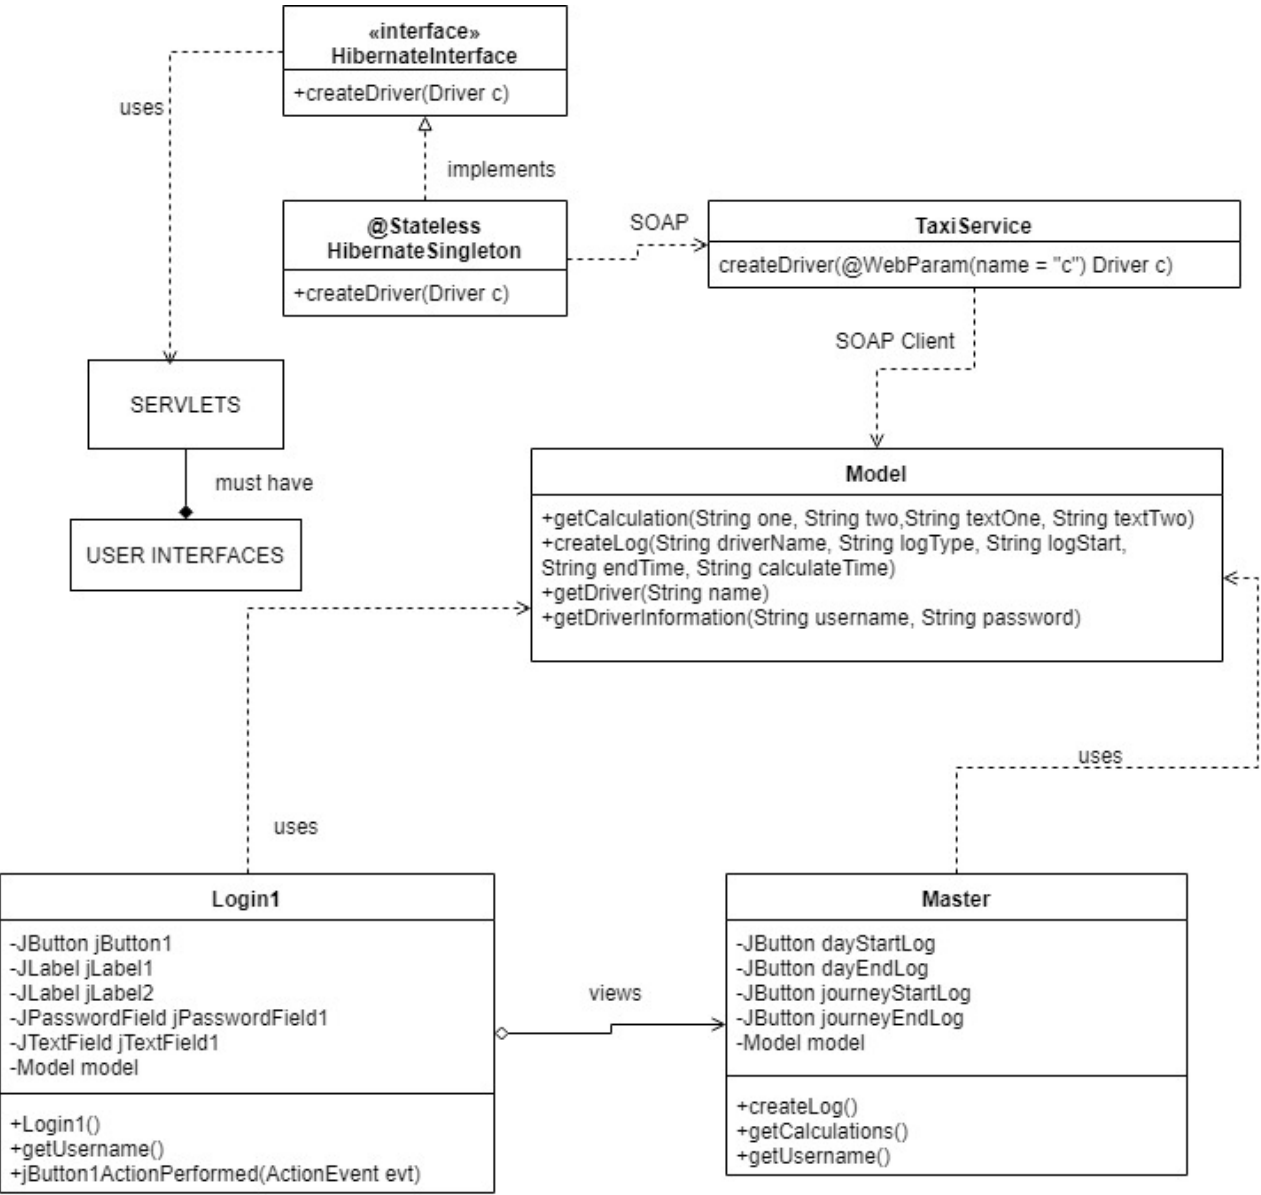 «interface»
HibernateInterface
+createDriver(Driver c)
uses
implements
@Stateless
HibernateSingleton
+createDriver(Driver c)
SOAP
TaxiService
createDriver(@WebParam(name = "c") Driver c)
SOAP Client
SERVLETS
must have
USER INTERFACES
Model
+getCalculation(String one, String two,String textOne, String textTwo)
+createLog(String driverName, String logType, String logStart,
String endTime, String calculateTime)
+getDriver(String name)
+getDriverInformation(String username, String password)
uses
uses
Login1
-JButton jButton1
-JLabel jLabel1
-JLabel jLabel2
-JPasswordField jPasswordField1
-JTextField jTextField1
-Model model
+Login1()
+getUsername()
+jButton1ActionPerformed(ActionEvent evt)
views
Master
-JButton dayStartLog
-JButton dayEndLog
-JButton journeyStartLog
-JButton journeyEndLog
-Model model
+createLog()
+getCalculations()
+getUsername()